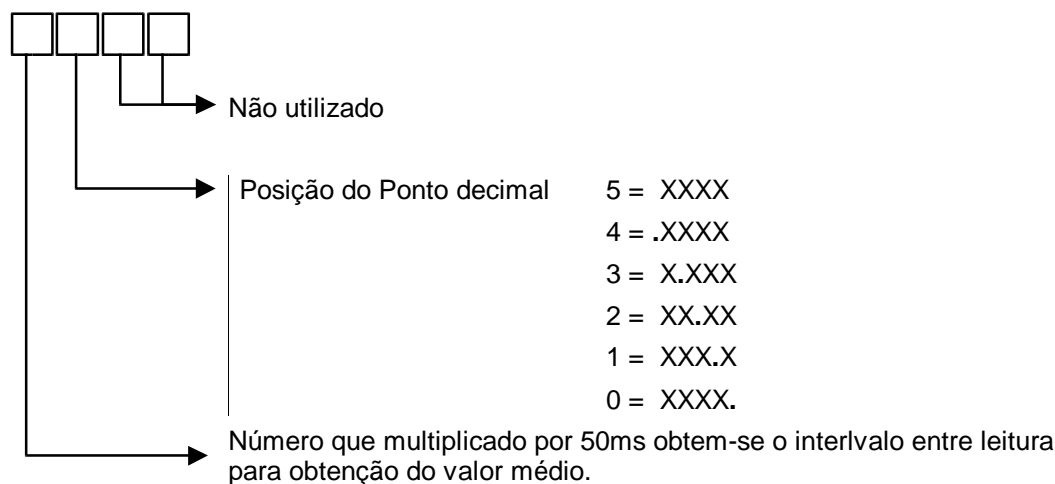 Não utilizado
Posição do Ponto decimal 5 = XXXX
4 = .XXXX
3 = X.XXX
2 = XX.XX
1 = XXX.X
0 = XXXX.
Número que multiplicado por 50ms obtem-se o interlvalo entre leitura
para obtenção do valor médio.